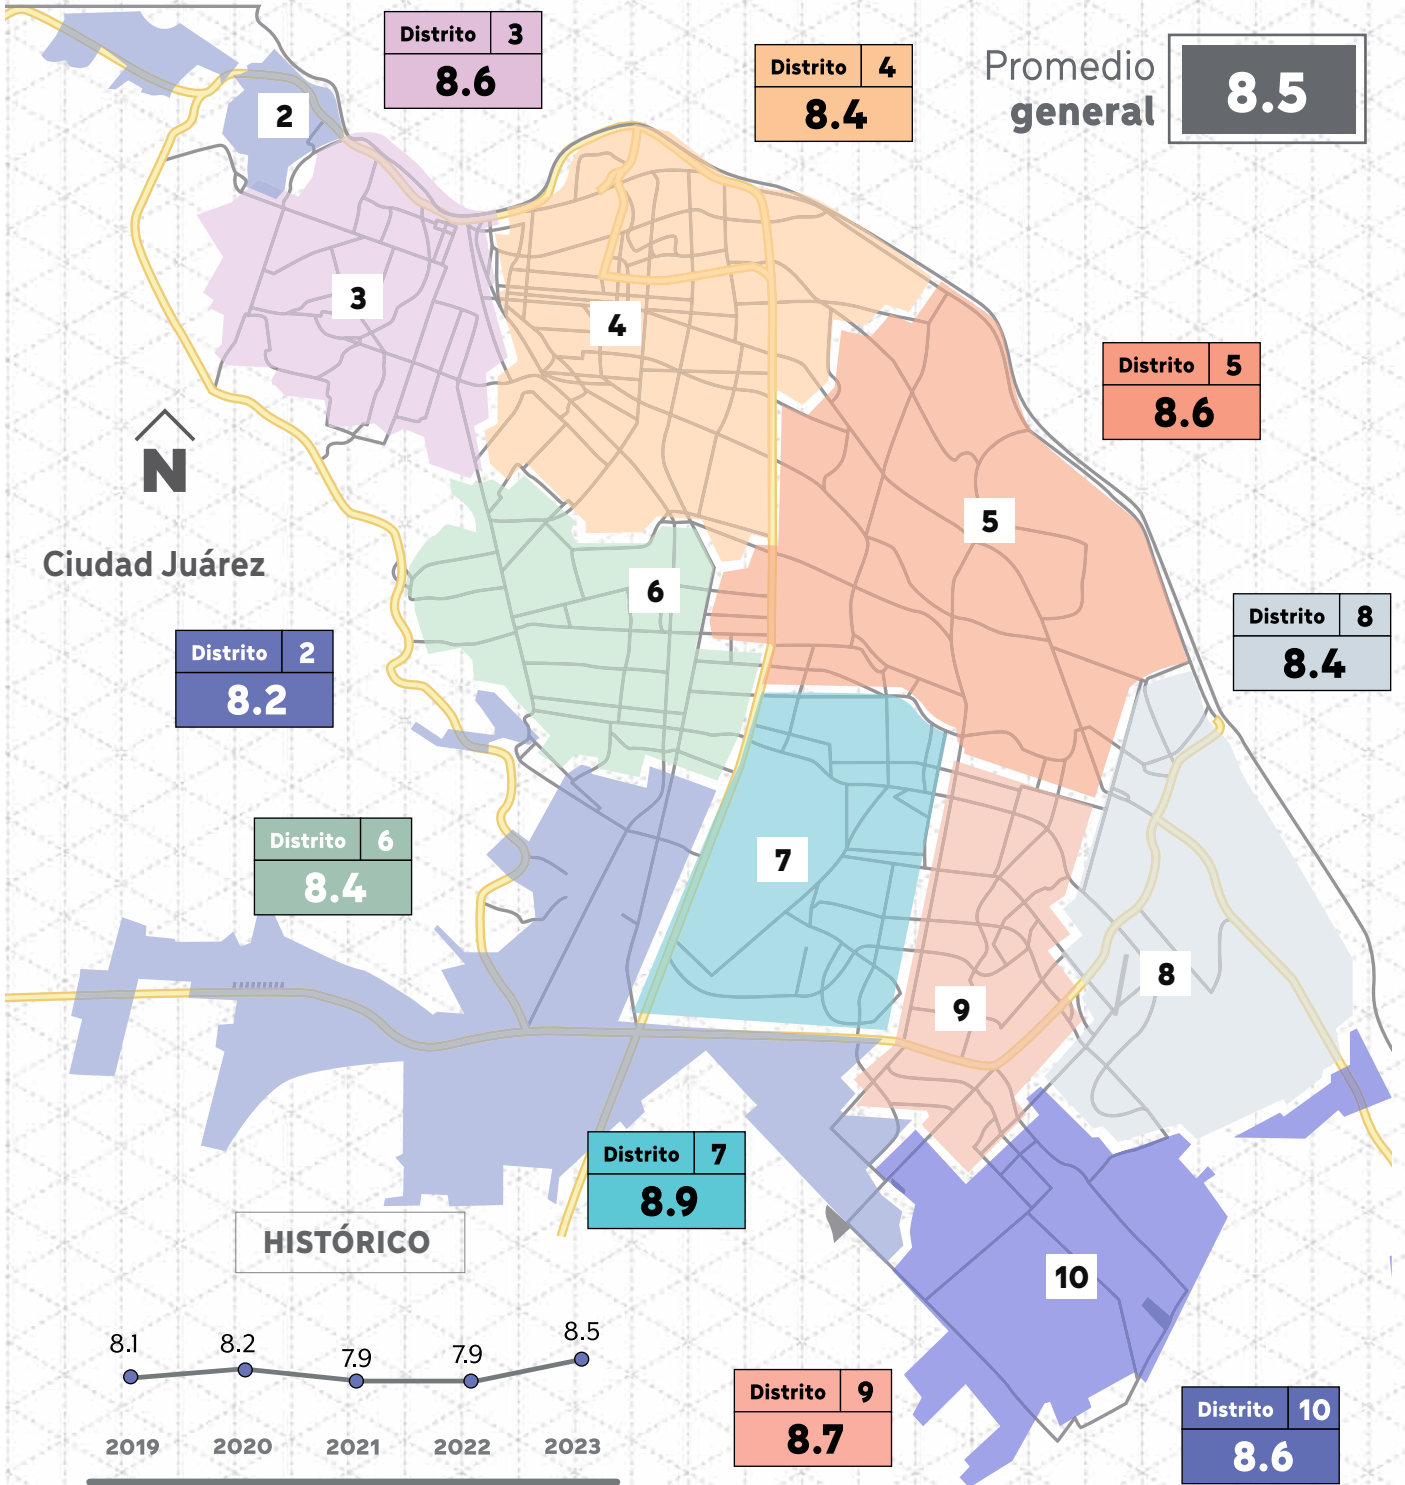 Distrito 3
8.6
Distrito 4
8.4
Promedio
general
8.5
2
3
4
Distrito 5
8.6
N
Ciudad Juárez
5
6
Distrito 8
8.4
Distrito 2
8.2
Distrito 6
8.4
7
8
9
Distrito 7
8.9
HISTÓRICO
10
8.1
8.2
7.9
7.9
8.5
2019
2020
2021
2022
2023
Distrito 9
8.7
Distrito 10
8.6